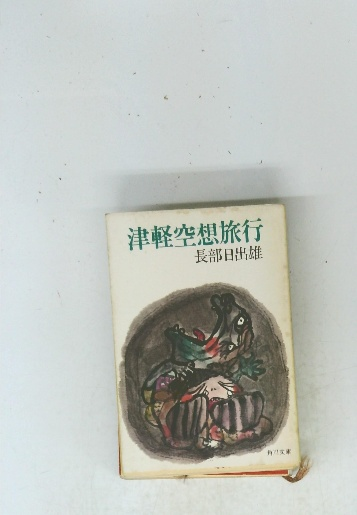 津軽空想旅行
長部日出雄
角川文庫